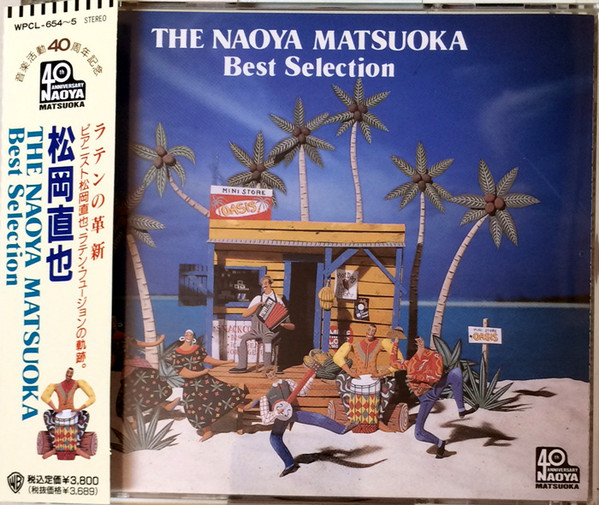 WPCL-654~5 STEREO
音楽活動40周年記念
40th
ANNIVERSARY
NAOYA
MATSUOKA
ラテンの革新
ピアニスト松岡直也、ラテン・フュージョンの軌跡。
松岡直也
THE NAOYA MATSUOKA
Best Selection
税込定価¥3,800
(税抜価格¥3,689)
THE NAOYA MATSUOKA
Best Selection
MINI STORE
OASIS
MINI STORE
OASIS
40th
ANNIVERSARY
NAOYA
MATSUOKA